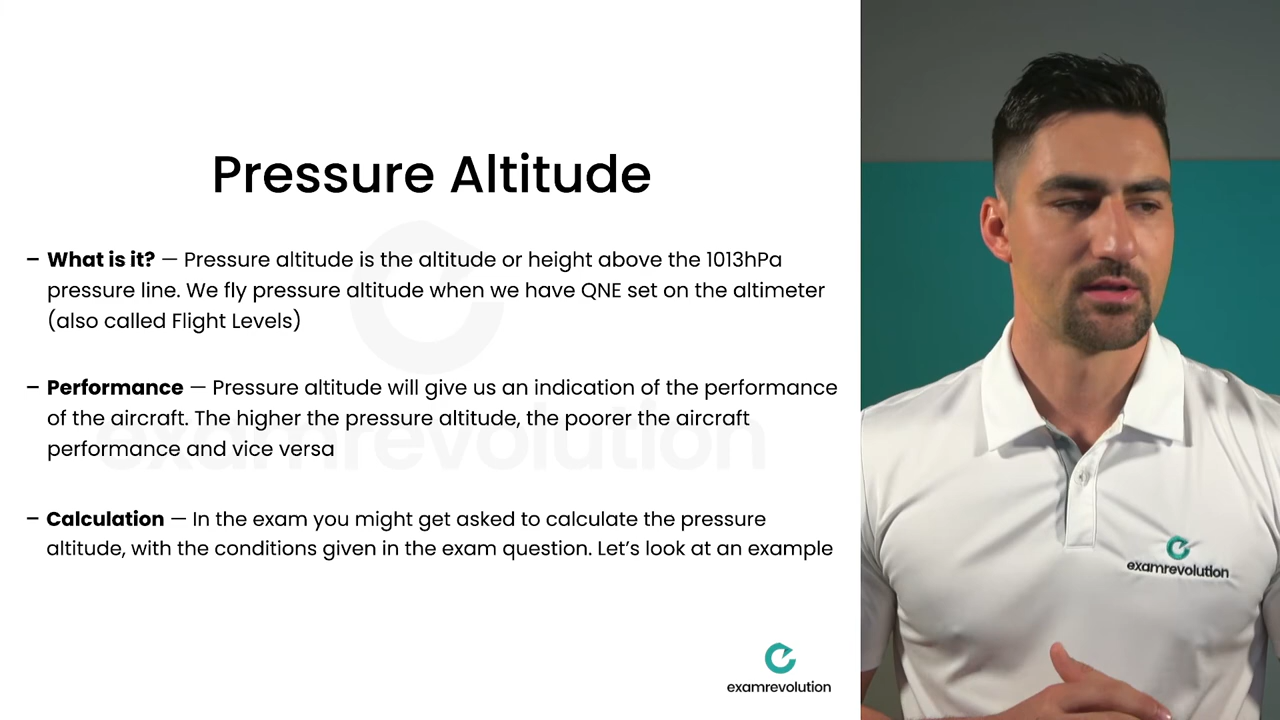 Pressure Altitude
– What is it? — Pressure altitude is the altitude or height above the 1013hPa
pressure line. We fly pressure altitude when we have QNE set on the altimeter
(also called Flight Levels)
– Performance — Pressure altitude will give us an indication of the performance
of the aircraft. The higher the pressure altitude, the poorer the aircraft
performance and vice versa
– Calculation — In the exam you might get asked to calculate the pressure
altitude, with the conditions given in the exam question. Let’s look at an example
examrevolution
examrevolution
examrevolution